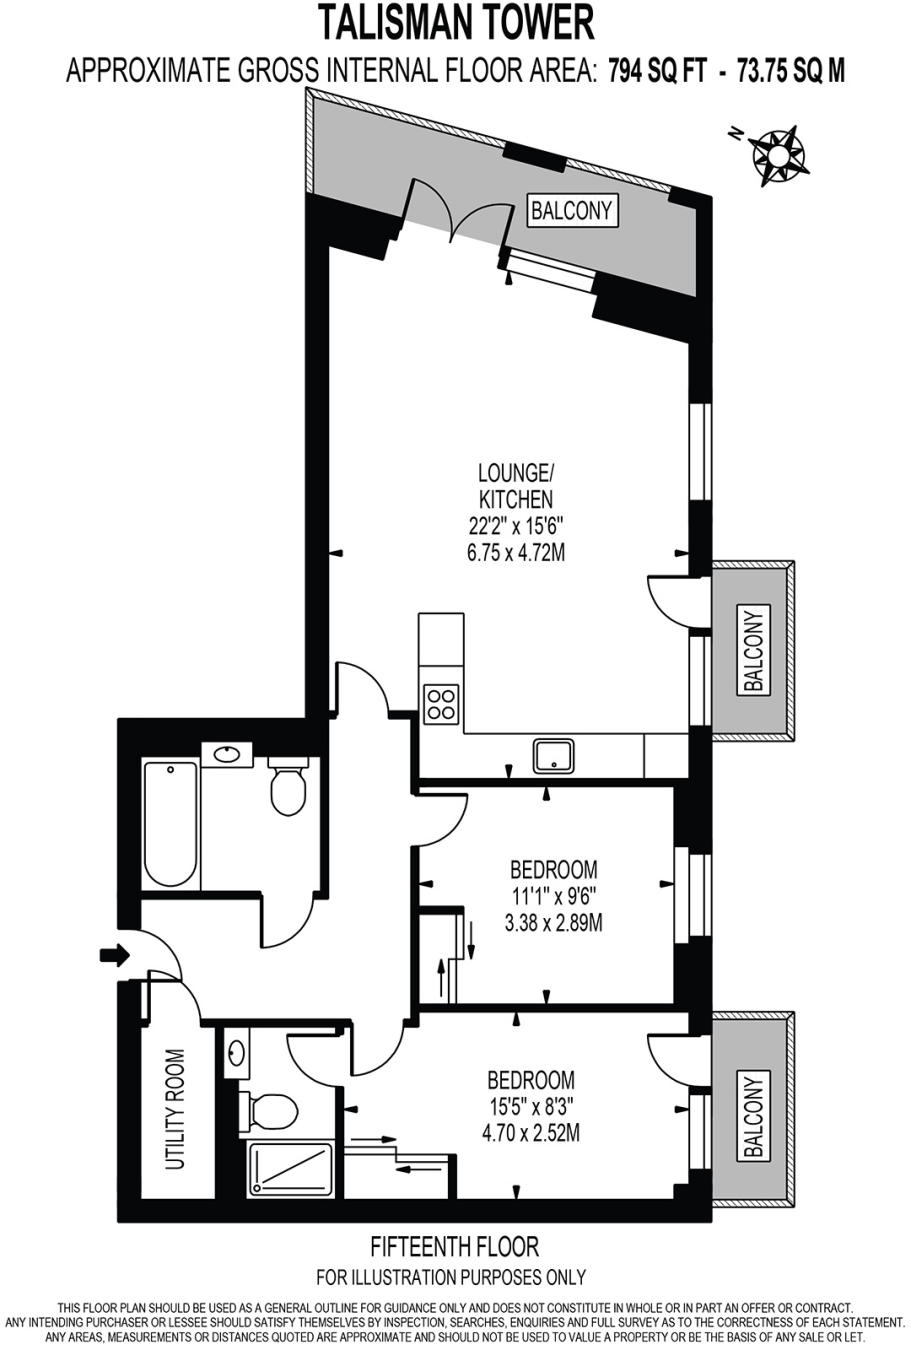 TALISMAN TOWER
APPROXIMATE GROSS INTERNAL FLOOR AREA: 794 SQ FT - 73.75 SQ M
N
BALCONY
LOUNGE/
KITCHEN
22'2" x 15'6"
6.75 x 4.72M
BALCONY
BEDROOM
11'1" x 9'6"
3.38 x 2.89M
UTILITY ROOM
BEDROOM
15'5" x 8'3"
4.70 x 2.52M
BALCONY
FIFTEENTH FLOOR
FOR ILLUSTRATION PURPOSES ONLY
THIS FLOOR PLAN SHOULD BE USED AS A GENERAL OUTLINE FOR GUIDANCE ONLY AND DOES NOT CONSTITUTE IN WHOLE OR IN PART AN OFFER OR CONTRACT.
ANY INTENDING PURCHASER OR LESSEE SHOULD SATISFY THEMSELVES BY INSPECTION, SEARCHES, ENQUIRIES AND FULL SURVEY AS TO THE CORRECTNESS OF EACH STATEMENT.
ANY AREAS, MEASUREMENTS OR DISTANCES QUOTED ARE APPROXIMATE AND SHOULD NOT BE USED TO VALUE A PROPERTY OR BE THE BASIS OF ANY SALE OR LET.